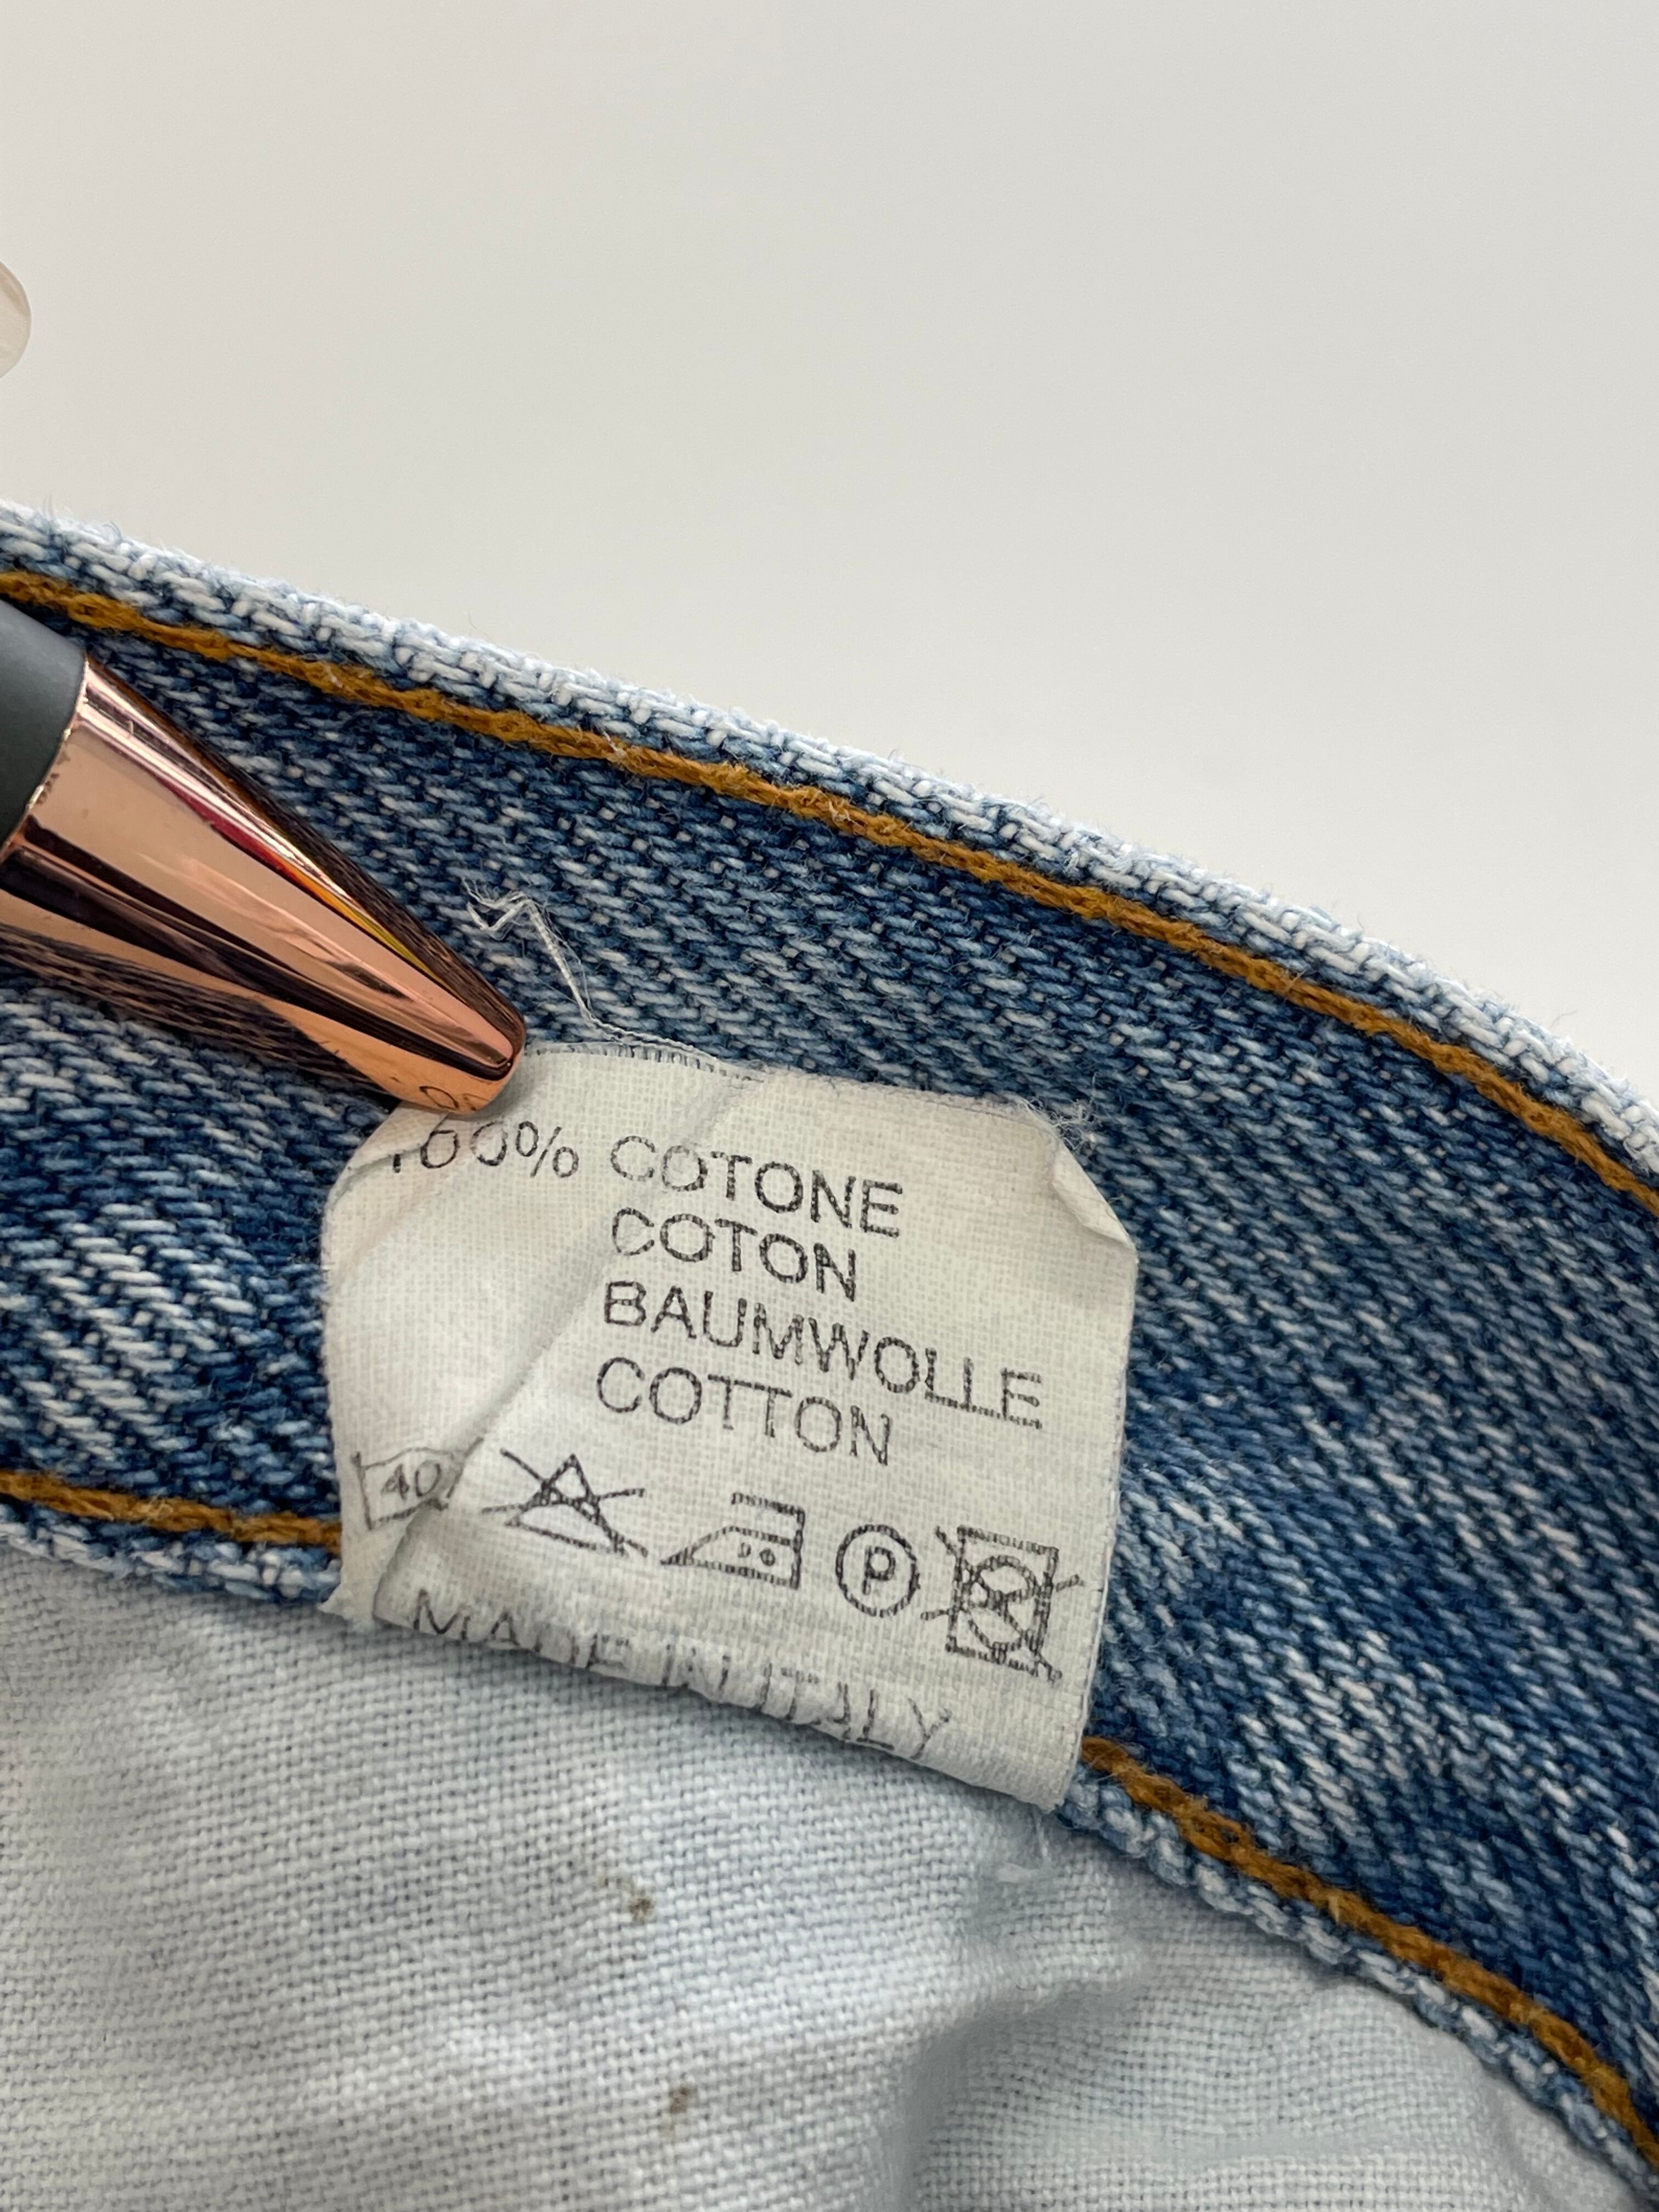 100% COTONE
COTON
BAUMWOLLE
COTTON
40 P
MADE IN ITALY